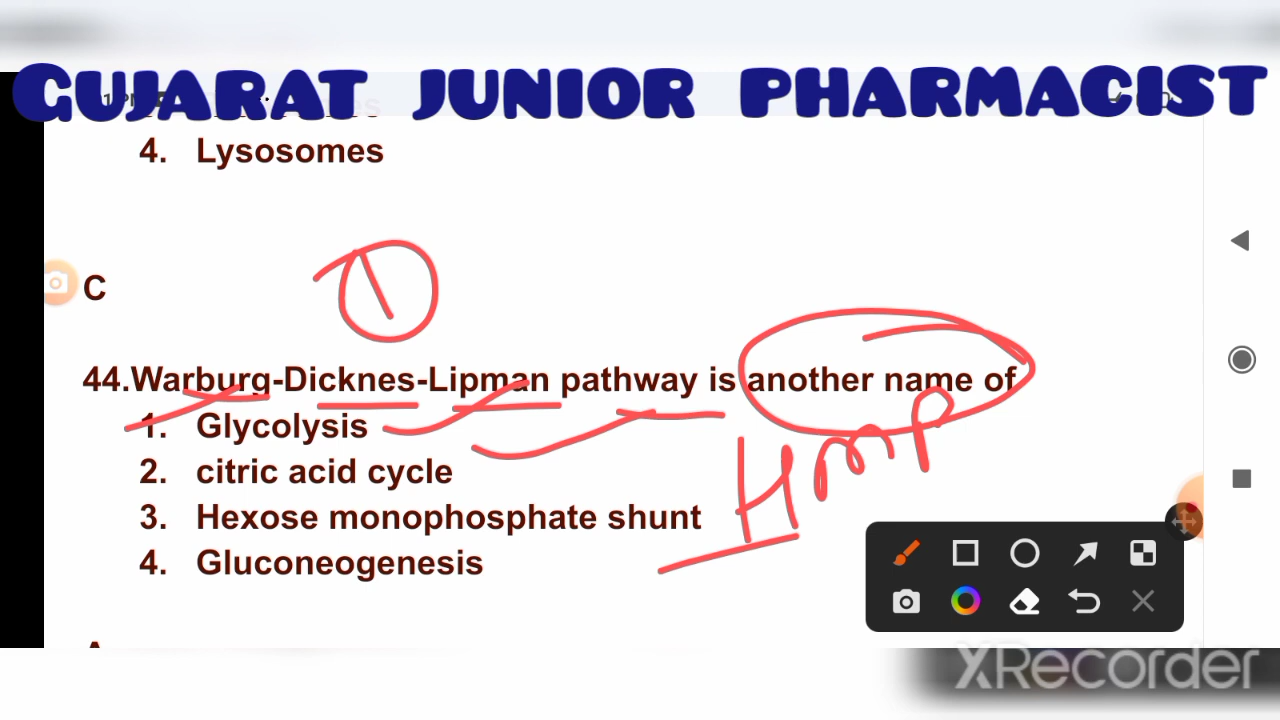 GUJARAT JUNIOR PHARMACIST
4. Lysosomes
C
1
44.Warburg-Dicknes-Lipman pathway is another name of
1. Glycolysis
2. citric acid cycle
3. Hexose monophosphate shunt
4. Gluconeogenesis
HMP
XRecorder